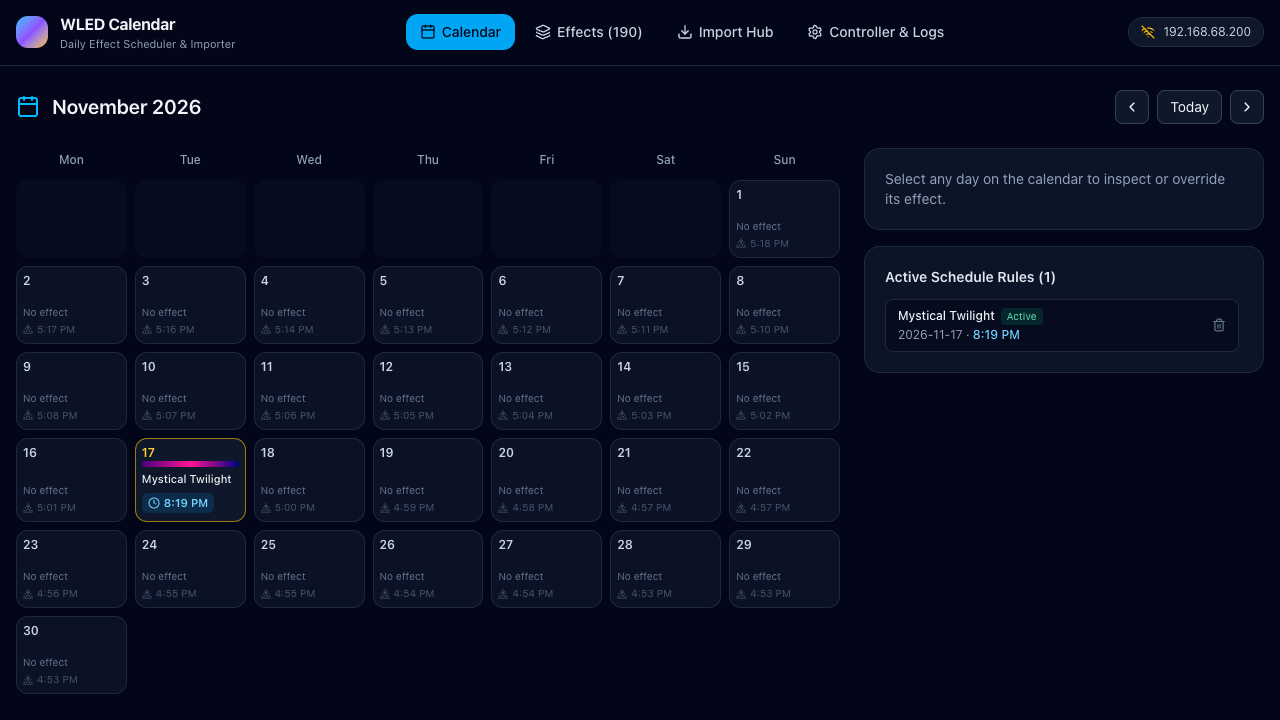 WLED Calendar
Daily Effect Scheduler & Importer
Calendar
Effects (190)
Import Hub
Controller & Logs
192.168.68.200
November 2026
Today
Mon Tue Wed Thu Fri Sat Sun
1
No effect
5:18 PM
2 3 4 5 6 7 8
No effect No effect No effect No effect No effect No effect No effect
5:17 PM 5:16 PM 5:14 PM 5:13 PM 5:12 PM 5:11 PM 5:10 PM
9 10 11 12 13 14 15
No effect No effect No effect No effect No effect No effect No effect
5:08 PM 5:07 PM 5:06 PM 5:05 PM 5:04 PM 5:03 PM 5:02 PM
16 17 18 19 20 21 22
Mystical Twilight
No effect No effect No effect No effect No effect No effect
8:19 PM
5:01 PM 5:00 PM 4:59 PM 4:58 PM 4:57 PM 4:57 PM
23 24 25 26 27 28 29
No effect No effect No effect No effect No effect No effect No effect
4:56 PM 4:55 PM 4:55 PM 4:54 PM 4:54 PM 4:53 PM 4:53 PM
30
No effect
4:53 PM
Select any day on the calendar to inspect or override
its effect.
Active Schedule Rules (1)
Mystical Twilight Active
2026-11-17 · 8:19 PM